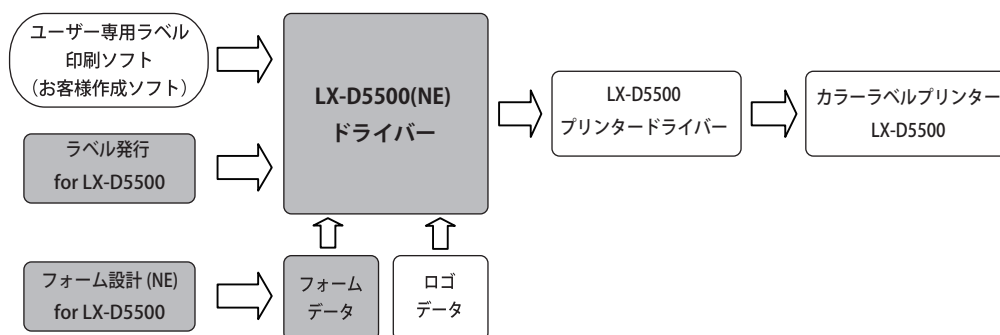 ユーザー専用ラベル
印刷ソフト
（お客様作成ソフト）
ラベル発行
for LX-D5500
フォーム設計 (NE)
for LX-D5500
LX-D5500(NE)
ドライバー
フォーム
データ
ロゴ
データ
LX-D5500
プリンタードライバー
カラーラベルプリンター
LX-D5500